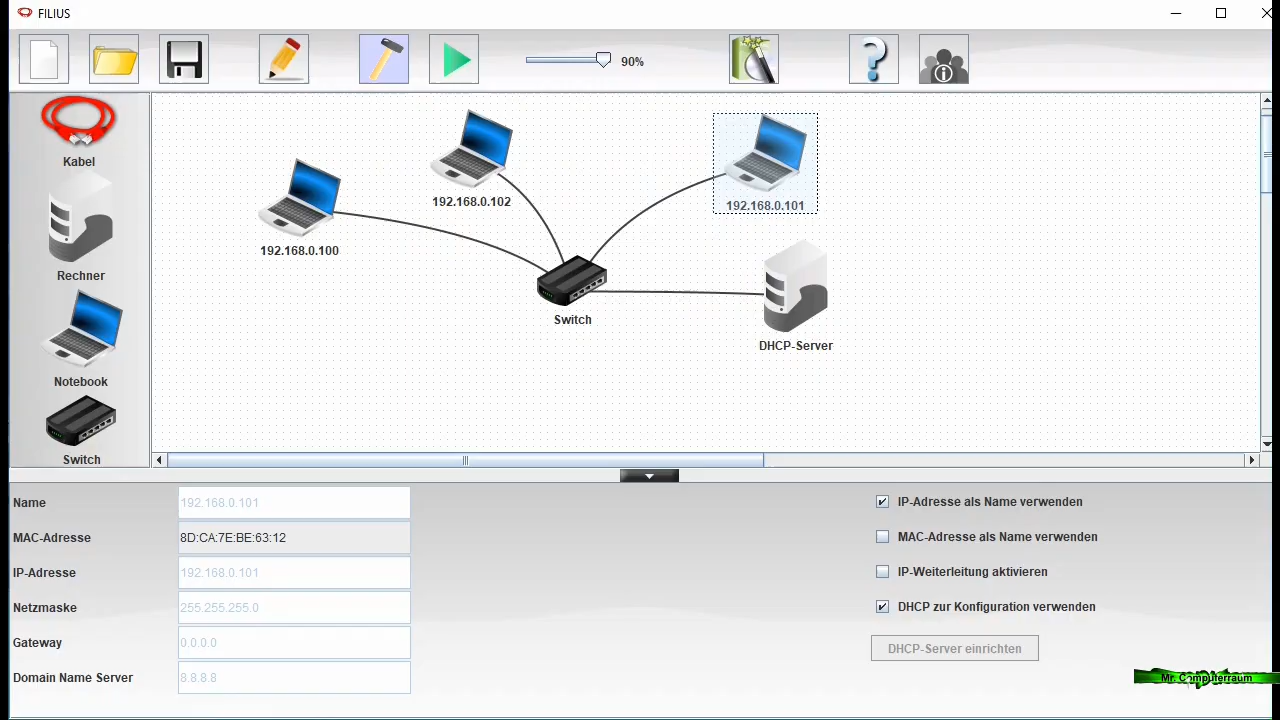 FILIUS
90%
Kabel
Rechner
Notebook
Switch
192.168.0.102
192.168.0.101
192.168.0.100
Switch
DHCP-Server
Name
192.168.0.101
MAC-Adresse
8D:CA:7E:BE:63:12
IP-Adresse
192.168.0.101
Netzmaske
255.255.255.0
Gateway
0.0.0.0
Domain Name Server
8.8.8.8
IP-Adresse als Name verwenden
MAC-Adresse als Name verwenden
IP-Weiterleitung aktivieren
DHCP zur Konfiguration verwenden
DHCP-Server einrichten
Mr. Computerraum